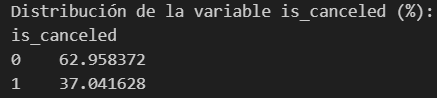 Distribución de la variable is_canceled (%):
is_canceled
0    62.958372
1    37.041628